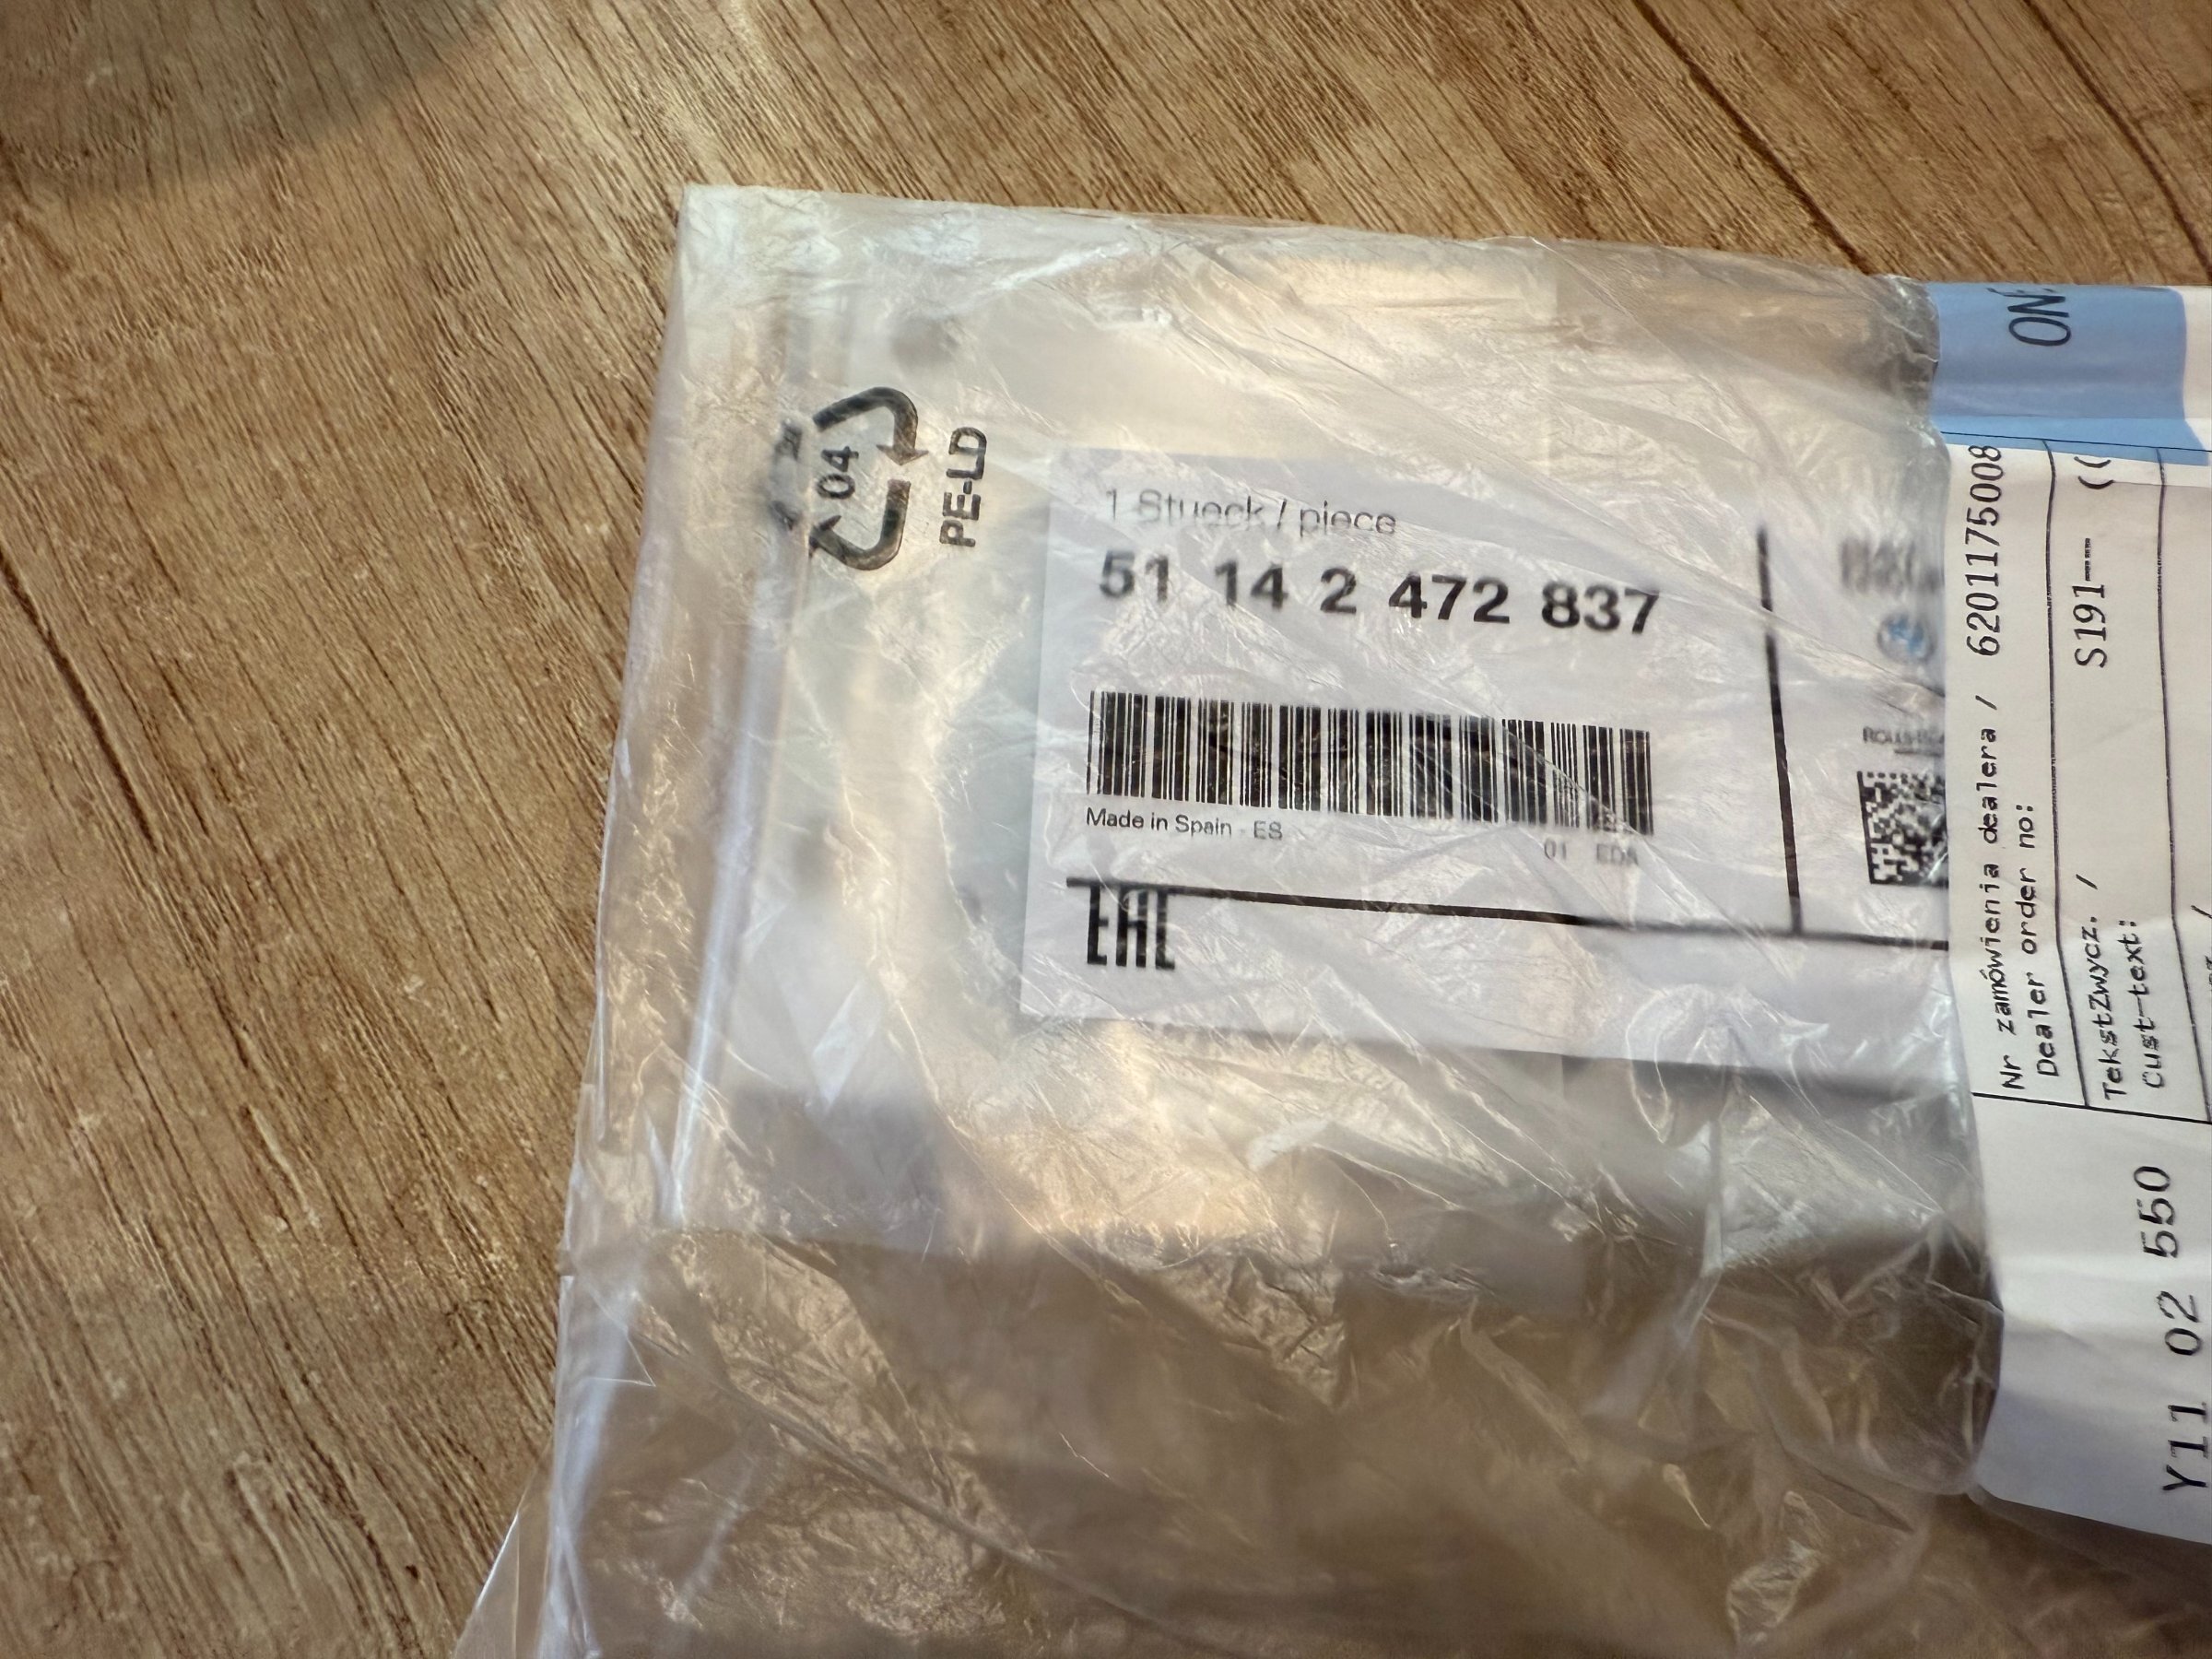 04
PE-LD
1 Stueck / piece
51 14 2 472 837
Made in Spain - ES
01 EDA
EAC
Nr zamówienia dealera / 6201175008
Dealer order no:
TekstZwycz. / S191--- ((
Cust-text:
Y11 02 550